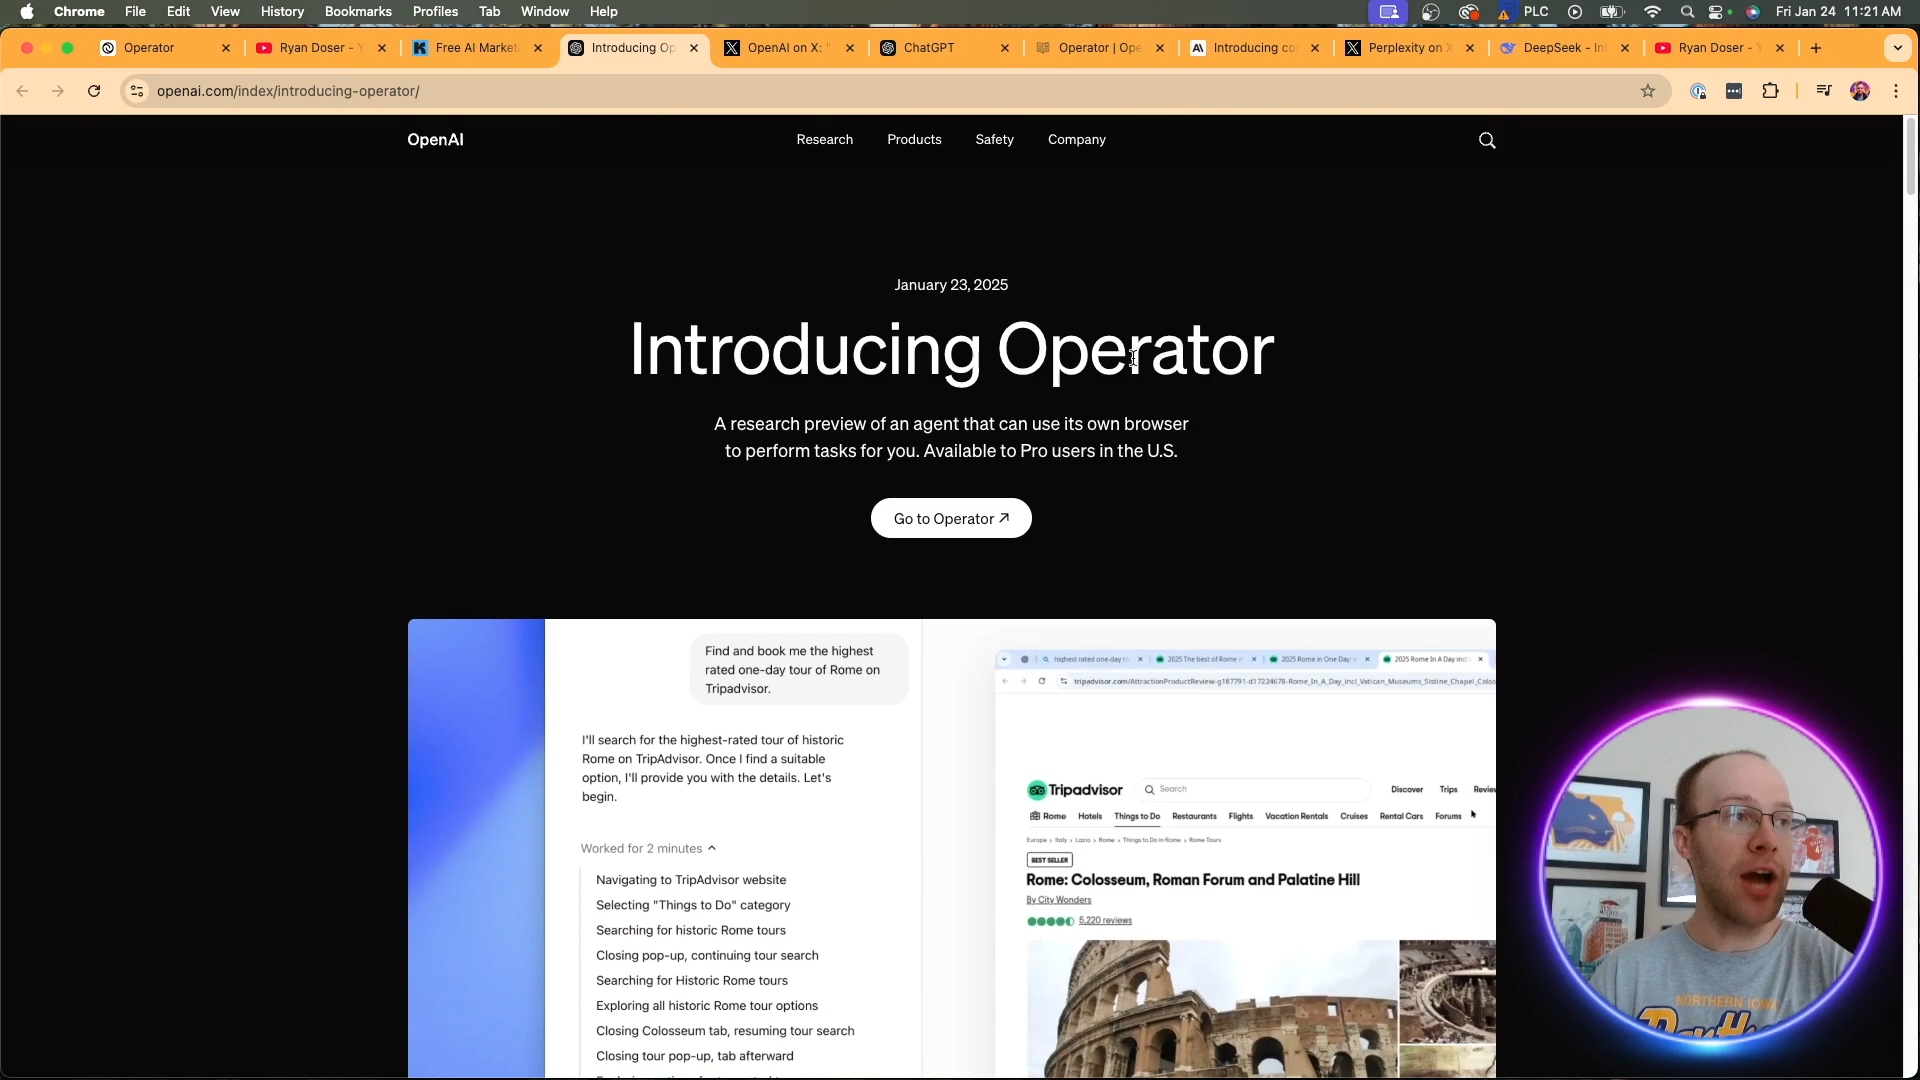 Chrome File Edit View History Bookmarks Profiles Tab Window Help PLC Fri Jan 24 11:21 AM
Operator Ryan Doser - Free AI Market Introducing Op OpenAI on X: " ChatGPT Operator | Ope Introducing co Perplexity on X DeepSeek - Int Ryan Doser - Y
openai.com/index/introducing-operator/
OpenAI Research Products Safety Company
January 23, 2025
Introducing Operator
A research preview of an agent that can use its own browser
to perform tasks for you. Available to Pro users in the U.S.
Go to Operator ↗
Find and book me the highest
rated one-day tour of Rome on
Tripadvisor.
I'll search for the highest-rated tour of historic
Rome on TripAdvisor. Once I find a suitable
option, I'll provide you with the details. Let's
begin.
Worked for 2 minutes
Navigating to TripAdvisor website
Selecting "Things to Do" category
Searching for historic Rome tours
Closing pop-up, continuing tour search
Searching for Historic Rome tours
Exploring all historic Rome tour options
Closing Colosseum tab, resuming tour search
Closing tour pop-up, tab afterward
highest rated one-day to 2025 The best of Rome in 2025 Rome in One Day 2025 Rome In A Day incl
tripadvisor.com/AttractionProductReview-g187791-d17224678-Rome_In_A_Day_incl_Vatican_Museums_Sistine_Chapel_Colos
Tripadvisor Search Discover Trips Review
Rome Hotels Things to Do Restaurants Flights Vacation Rentals Cruises Rental Cars Forums
Europe > Italy > Lazio > Rome > Things to Do in Rome > Rome Tours
BEST SELLER
Rome: Colosseum, Roman Forum and Palatine Hill
By City Wonders
5,220 reviews
NORTHERN IOWA